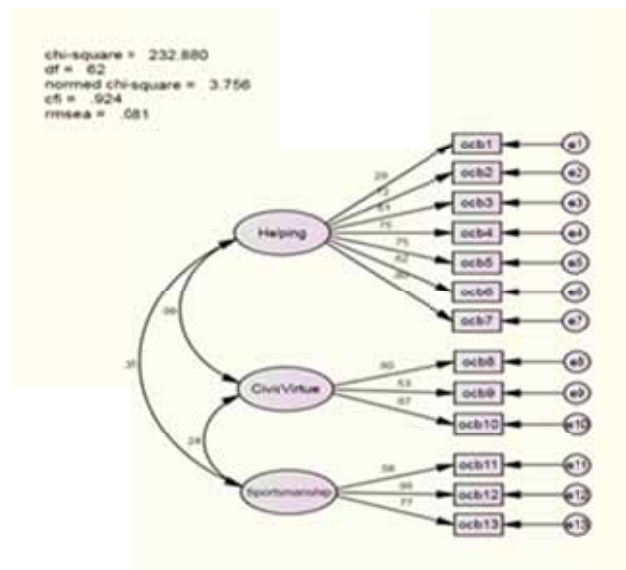 chi-square = 232.880
df = 62
normed chi-square = 3.756
cfi = .924
rmsea = .081
ocb1
e1
ocb2
e2
ocb3
e3
Helping
ocb4
e4
.75
ocb5
e5
.62
ocb6
e6
ocb7
e7
ocb8
e8
CivicVirtue
.53
ocb9
e9
.67
ocb10
e10
.24
.58
ocb11
e11
Sportsmanship
ocb12
e12
.77
ocb13
e13